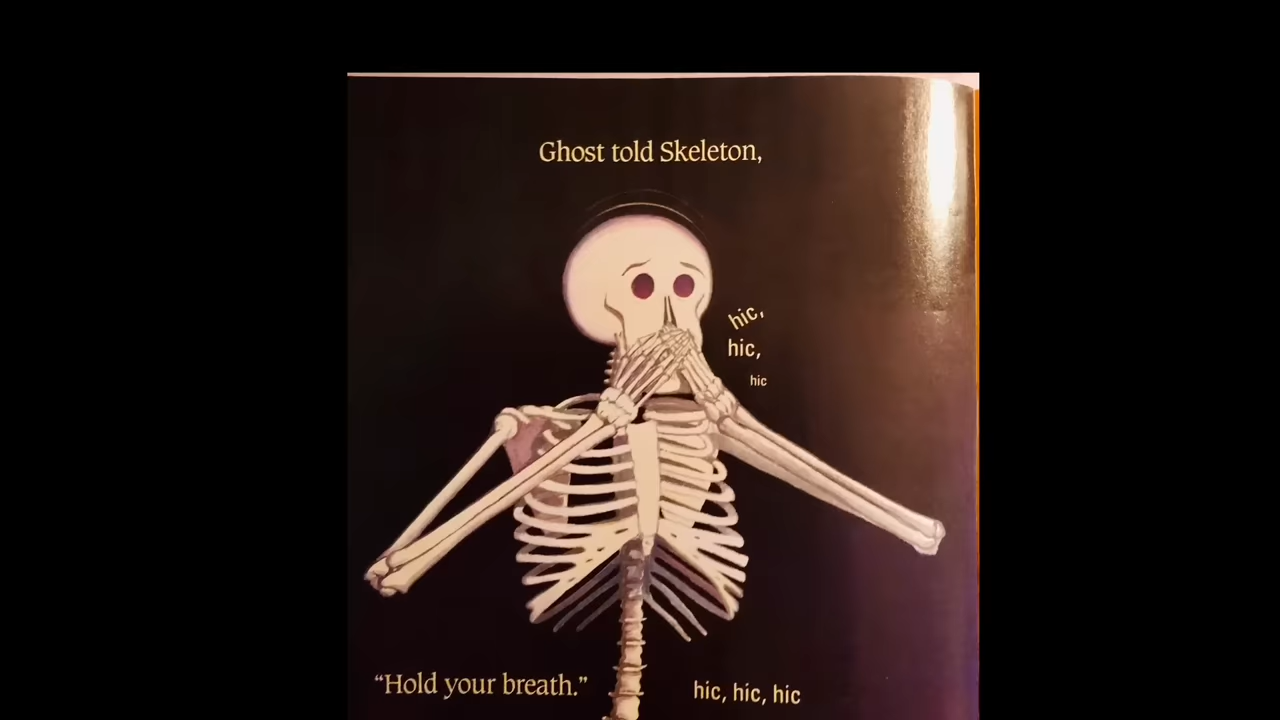 Ghost told Skeleton,
hic,
hic,
hic
“Hold your breath.”
hic, hic, hic